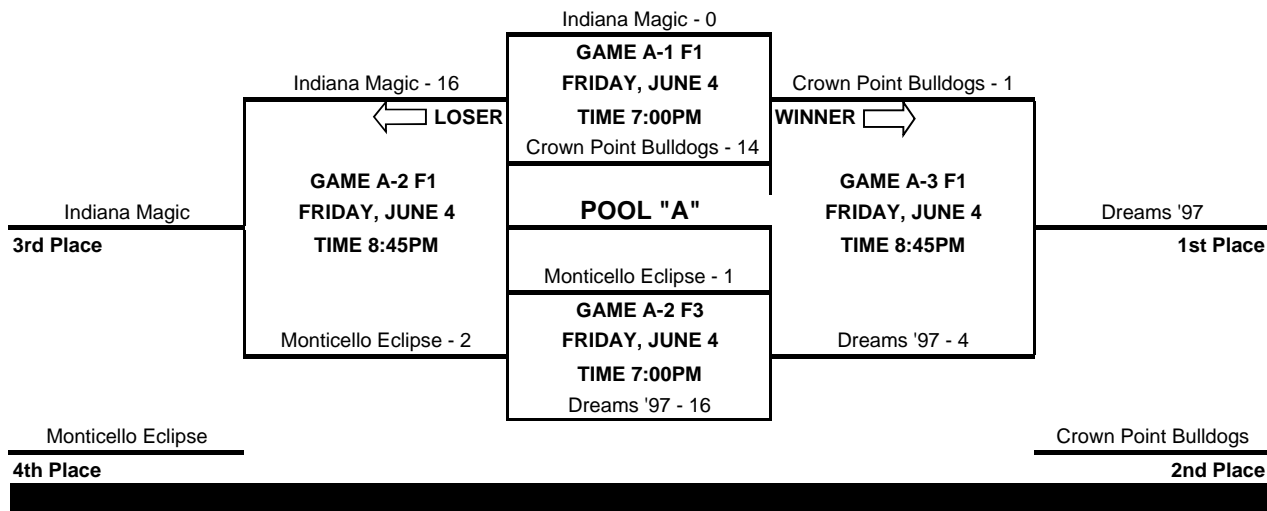 Indiana Magic - 0
GAME A-1 F1
Indiana Magic - 16
FRIDAY, JUNE 4
Crown Point Bulldogs - 1
LOSER
TIME 7:00PM
WINNER
Crown Point Bulldogs - 14
GAME A-2 F1
GAME A-3 F1
Indiana Magic
FRIDAY, JUNE 4
POOL "A"
FRIDAY, JUNE 4
Dreams '97
3rd Place
TIME 8:45PM
TIME 8:45PM
1st Place
Monticello Eclipse - 1
GAME A-2 F3
Monticello Eclipse - 2
FRIDAY, JUNE 4
Dreams '97 - 4
TIME 7:00PM
Dreams '97 - 16
Monticello Eclipse
Crown Point Bulldogs
4th Place
2nd Place